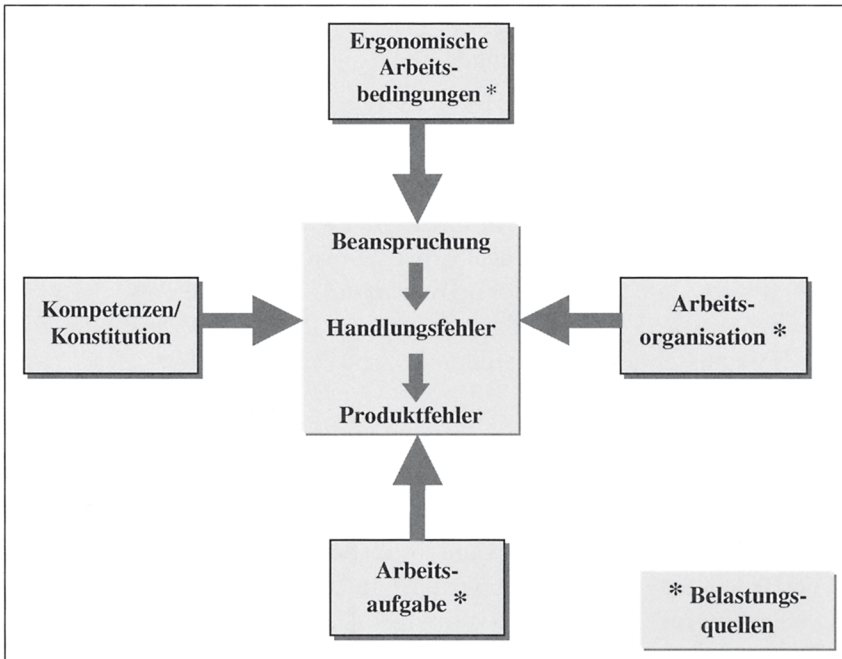 Ergonomische
Arbeits-
bedingungen *
Beanspruchung
Kompetenzen/
Konstitution
Handlungsfehler
Arbeits-
organisation *
Produktfehler
Arbeits-
aufgabe *
* Belastungs-
quellen